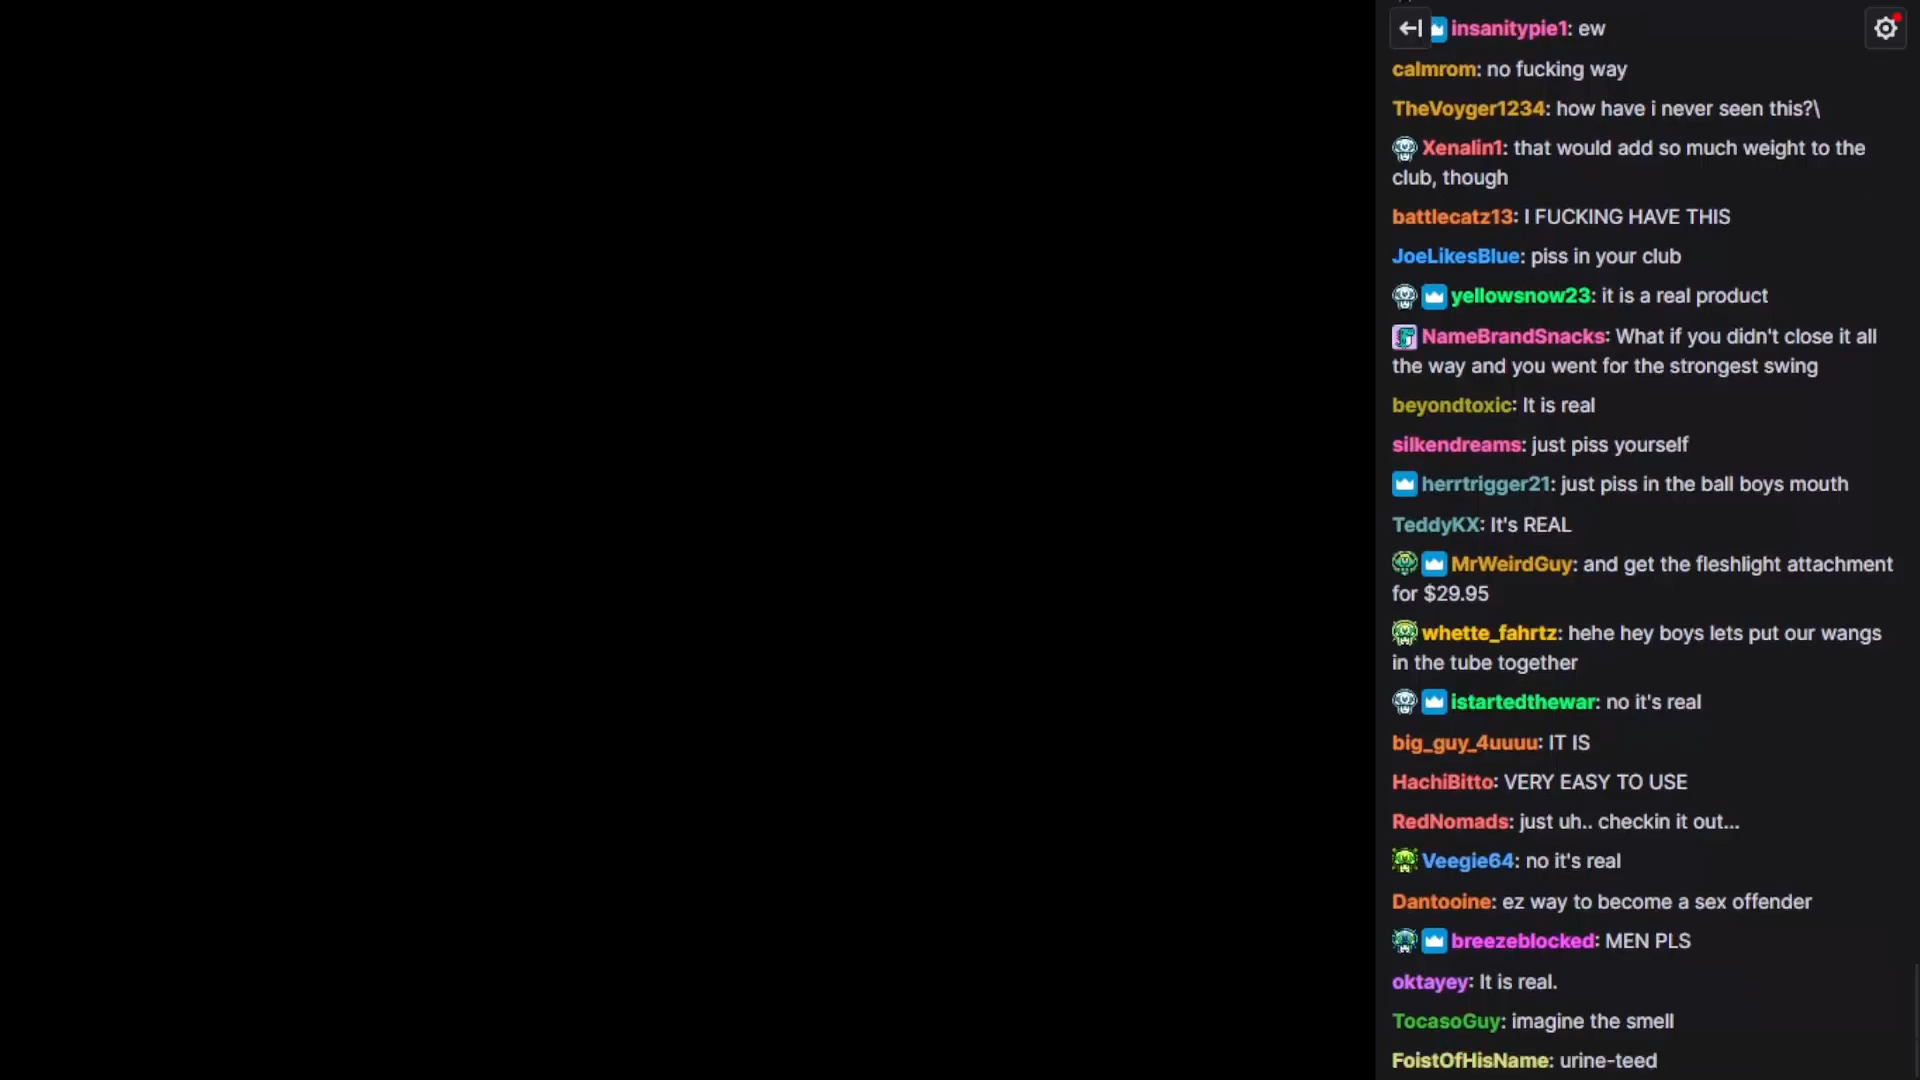 insanitypie1: ew
calmrom: no fucking way
TheVoyger1234: how have i never seen this?\
Xenalin1: that would add so much weight to the
club, though
battlecatz13: I FUCKING HAVE THIS
JoeLikesBlue: piss in your club
yellowsnow23: it is a real product
NameBrandSnacks: What if you didn't close it all
the way and you went for the strongest swing
beyondtoxic: It is real
silkendreams: just piss yourself
herrtrigger21: just piss in the ball boys mouth
TeddyKX: It's REAL
MrWeirdGuy: and get the fleshlight attachment
for $29.95
whette_fahrtz: hehe hey boys lets put our wangs
in the tube together
istartedthewar: no it's real
big_guy_4uuuu: IT IS
HachiBitto: VERY EASY TO USE
RedNomads: just uh.. checkin it out...
Veegie64: no it's real
Dantooine: ez way to become a sex offender
breezeblocked: MEN PLS
oktayey: It is real.
TocasoGuy: imagine the smell
FoistOfHisName: urine-teed